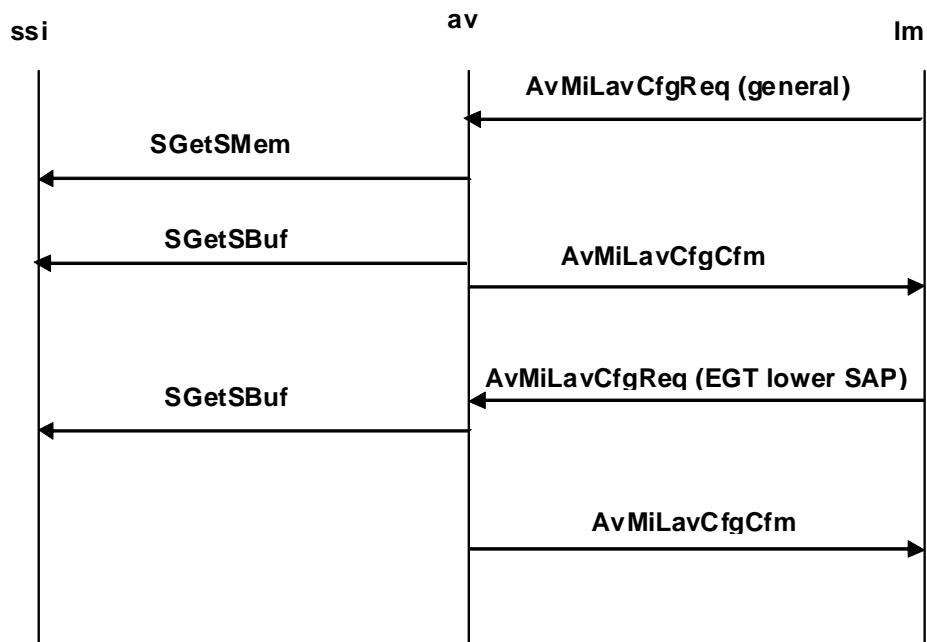 ssi
av
lm
AvMiLavCfgReq (general)
SGetSMem
SGetSBuf
AvMiLavCfgCfm
AvMiLavCfgReq (EGT lower SAP)
SGetSBuf
AvMiLavCfgCfm